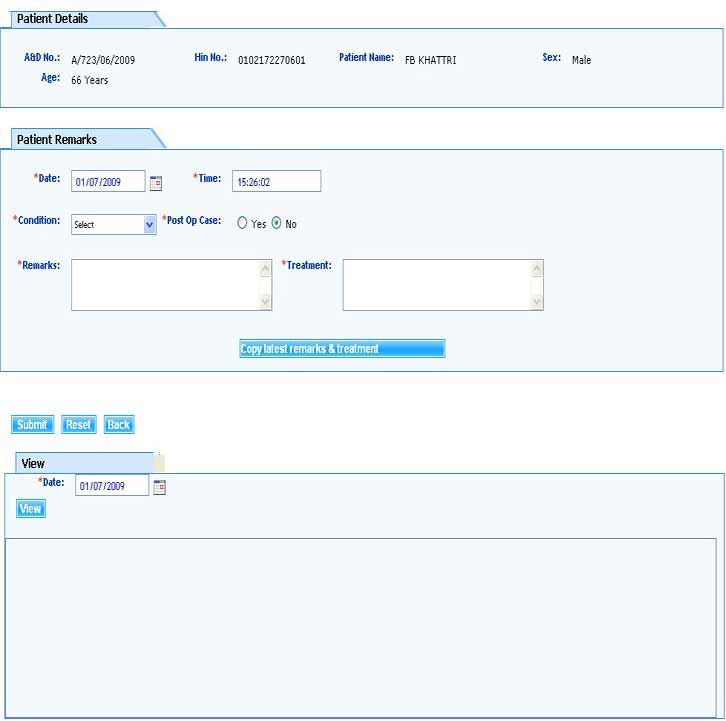 Patient Details
A&D No.: A/723/06/2009 Hin No.: 0102172270601 Patient Name: FB KHATTRI Sex: Male
Age: 66 Years
Patient Remarks
*Date: 01/07/2009 *Time: 15:26:02
*Condition: Select *Post Op Case: Yes No
*Remarks: *Treatment:
Copy latest remarks & treatment
Submit Reset Back
View
*Date: 01/07/2009
View